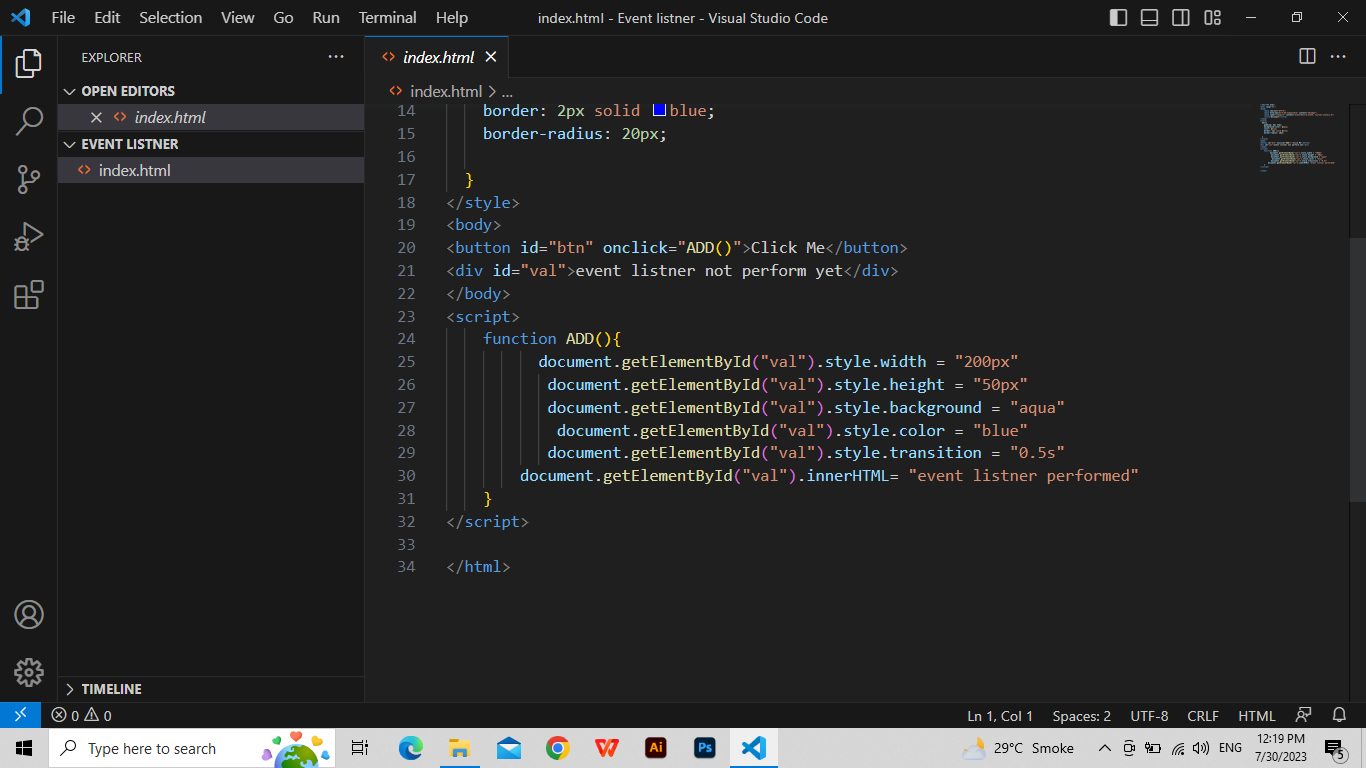 File Edit Selection View Go Run Terminal Help
index.html - Event listner - Visual Studio Code
EXPLORER
OPEN EDITORS
index.html
EVENT LISTNER
index.html
TIMELINE
index.html
index.html > ...
14 border: 2px solid blue;
15 border-radius: 20px;
16
17 }
18 </style>
19 <body>
20 <button id="btn" onclick="ADD()">Click Me</button>
21 <div id="val">event listner not perform yet</div>
22 </body>
23 <script>
24 function ADD(){
25 document.getElementById("val").style.width = "200px"
26 document.getElementById("val").style.height = "50px"
27 document.getElementById("val").style.background = "aqua"
28 document.getElementById("val").style.color = "blue"
29 document.getElementById("val").style.transition = "0.5s"
30 document.getElementById("val").innerHTML= "event listner performed"
31 }
32 </script>
33
34 </html>
0 0
Ln 1, Col 1 Spaces: 2 UTF-8 CRLF HTML
Type here to search
Ai
Ps
29°C Smoke
ENG
12:19 PM
7/30/2023
5